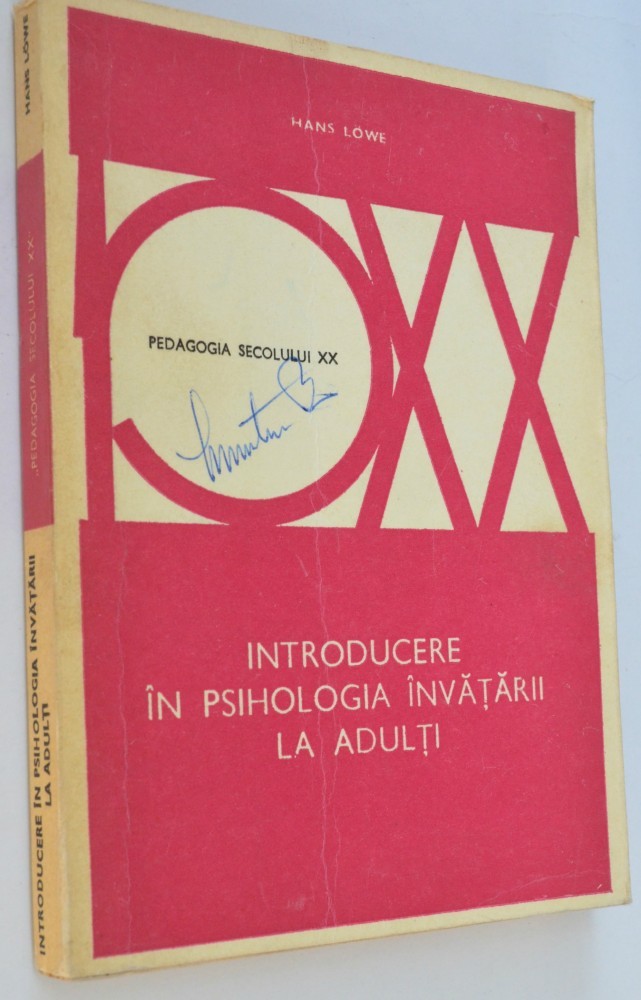 HANS LÖWE
PEDAGOGIA SECOLULUI XX
INTRODUCERE
ÎN PSIHOLOGIA ÎNVĂȚĂRII
LA ADULȚI
HANS LÖWE
„PEDAGOGIA SECOLULUI XX”
INTRODUCERE ÎN PSIHOLOGIA ÎNVĂȚĂRII
LA ADULȚI